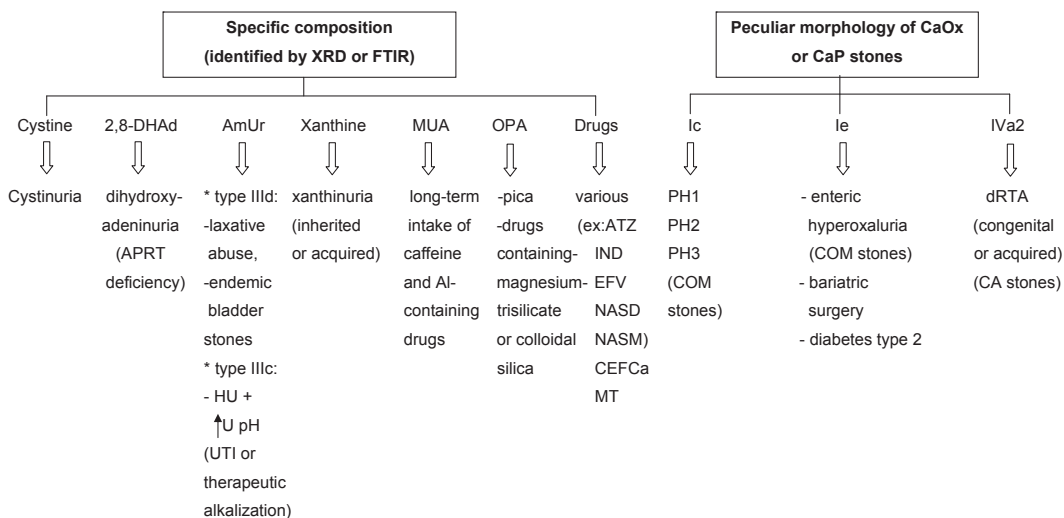 Specific composition
(identified by XRD or FTIR)
Peculiar morphology of CaOx
or CaP stones
Cystine
2,8-DHAd
AmUr
Xanthine
MUA
OPA
Drugs
Ic
Ie
IVa2
Cystinuria
dihydroxy-
adeninuria
(APRT
deficiency)
* type IIId:
-laxative
abuse,
-endemic
bladder
stones
* type IIIc:
- HU +
U pH
(UTI or
therapeutic
alkalization)
xanthinuria
(inherited
or acquired)
long-term
intake of
caffeine
and Al-
containing
drugs
-pica
-drugs
containing-
magnesium-
trisilicate
or colloidal
silica
various
(ex:ATZ
IND
EFV
NASD
NASM)
CEFCa
MT
PH1
PH2
PH3
(COM
stones)
- enteric
hyperoxaluria
(COM stones)
- bariatric
surgery
- diabetes type 2
dRTA
(congenital
or acquired)
(CA stones)